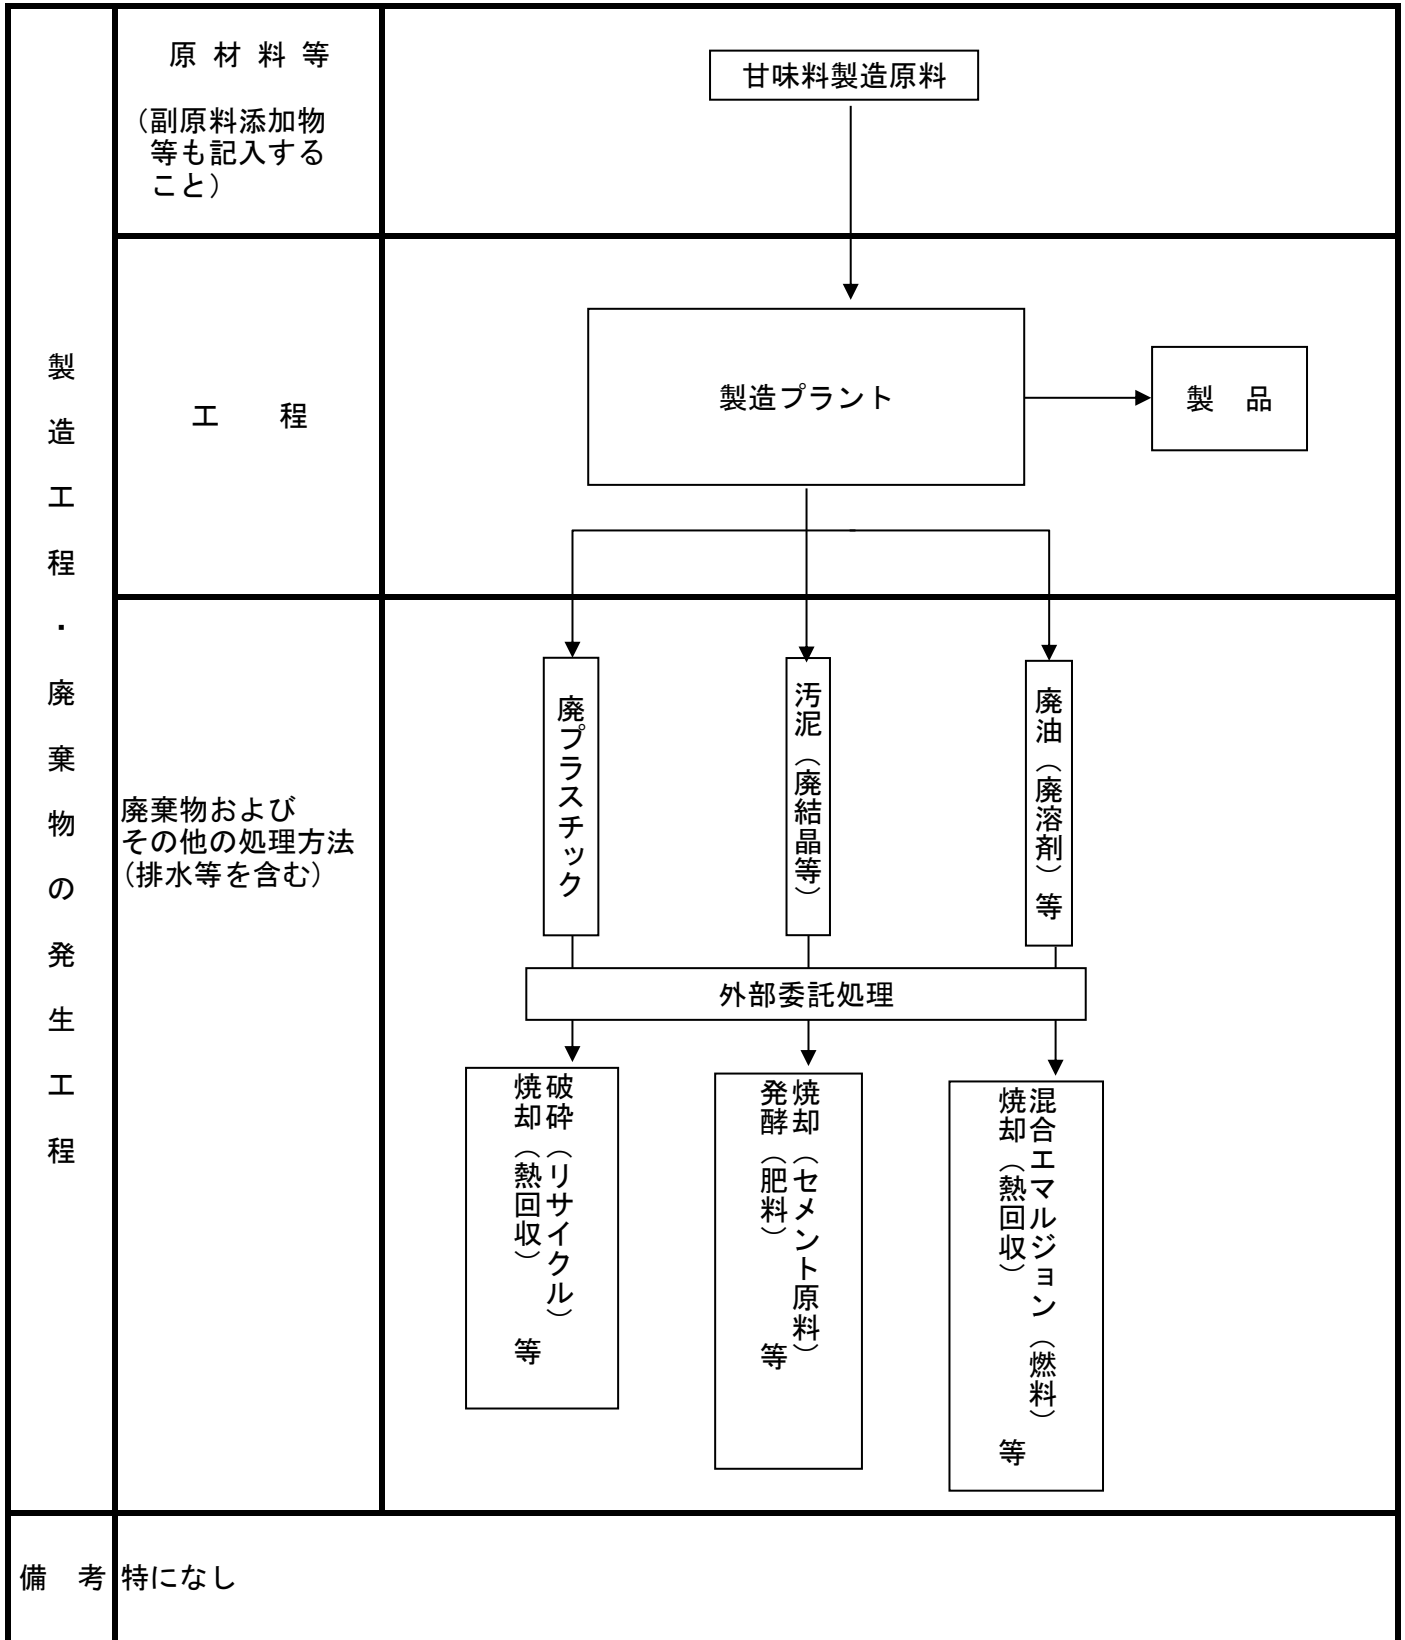 製造工程・廃棄物の発生工程
原材料等
（副原料添加物
等も記入する
こと）
甘味料製造原料
工　　程
製造プラント
製　品
廃棄物および
その他の処理方法
（排水等を含む）
廃プラスチック
汚泥（廃結晶等）
廃油（廃溶剤）等
外部委託処理
破砕（リサイクル）
焼却（熱回収）　等
焼却（セメント原料）
発酵（肥料）　　等
混合エマルジョン（燃料）
焼却（熱回収）　　等
備　考
特になし